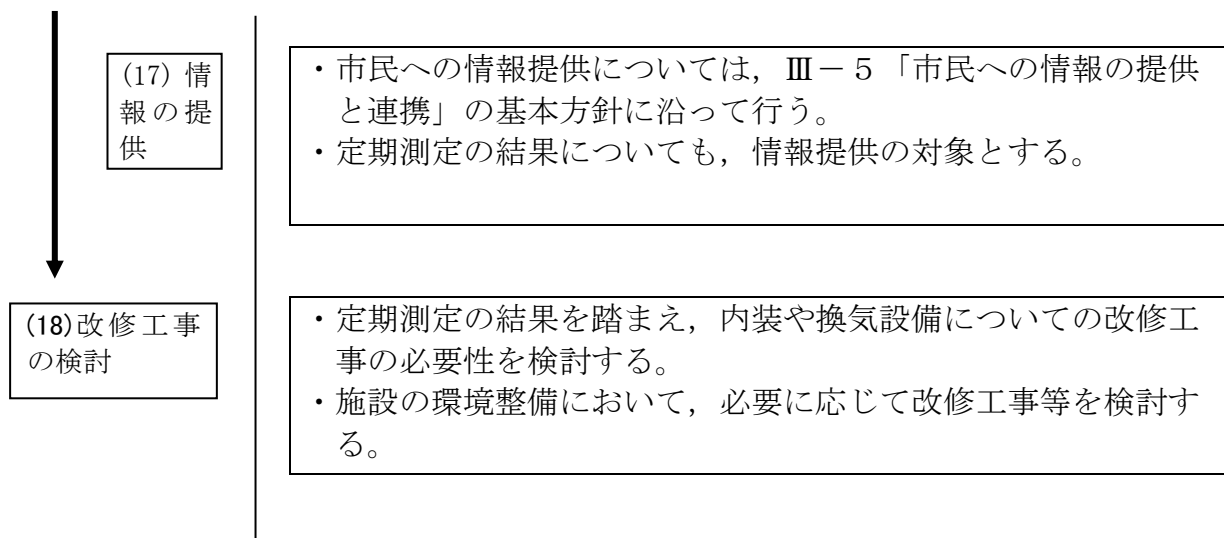 (17) 情
報の提
供
・市民への情報提供については，Ⅲ－５「市民への情報の提供
と連携」の基本方針に沿って行う。
・定期測定の結果についても，情報提供の対象とする。
(18)改修工事
の検討
・定期測定の結果を踏まえ，内装や換気設備についての改修工
事の必要性を検討する。
・施設の環境整備において，必要に応じて改修工事等を検討す
る。